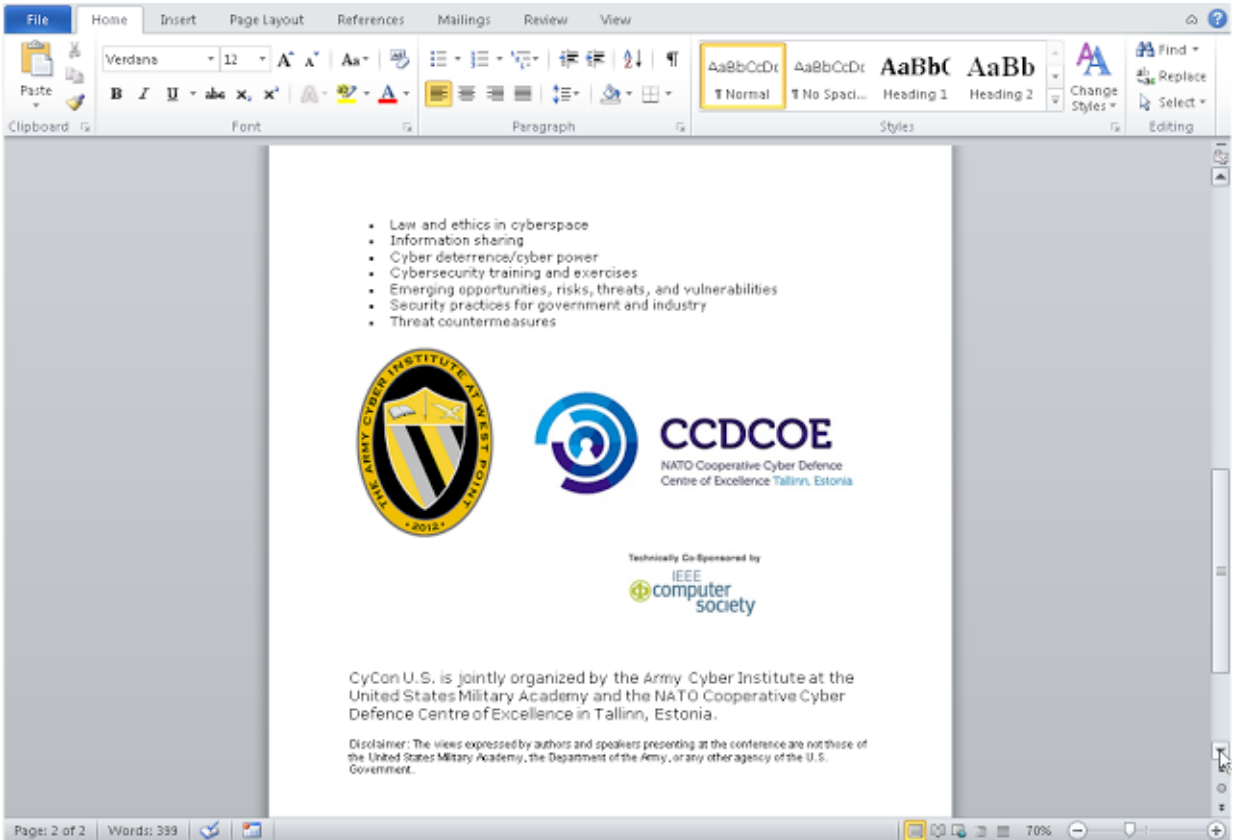 File Home Insert Page Layout References Mailings Review View
Verdana 12 Aa
Paste B I U abc x₂ x² A A
AaBbCcDc AaBbCcDc AaBb( AaBb
¶ Normal ¶ No Spaci... Heading 1 Heading 2
Change Styles
Find
Replace
Select
Clipboard Font Paragraph Styles Editing
Law and ethics in cyberspace
Information sharing
Cyber deterrence/cyber power
Cybersecurity training and exercises
Emerging opportunities, risks, threats, and vulnerabilities
Security practices for government and industry
Threat countermeasures
THE ARMY CYBER INSTITUTE AT WEST POINT
• 2012 •
CCDCOE
NATO Cooperative Cyber Defence
Centre of Excellence Tallinn, Estonia
Technically Co-Sponsored by
IEEE
computer
society
CyCon U.S. is jointly organized by the Army Cyber Institute at the
United States Military Academy and the NATO Cooperative Cyber
Defence Centre of Excellence in Tallinn, Estonia.
Disclaimer: The views expressed by authors and speakers presenting at the conference are not those of
the United States Military Academy, the Department of the Army, or any other agency of the U.S.
Government.
Page: 2 of 2 Words: 399 70%